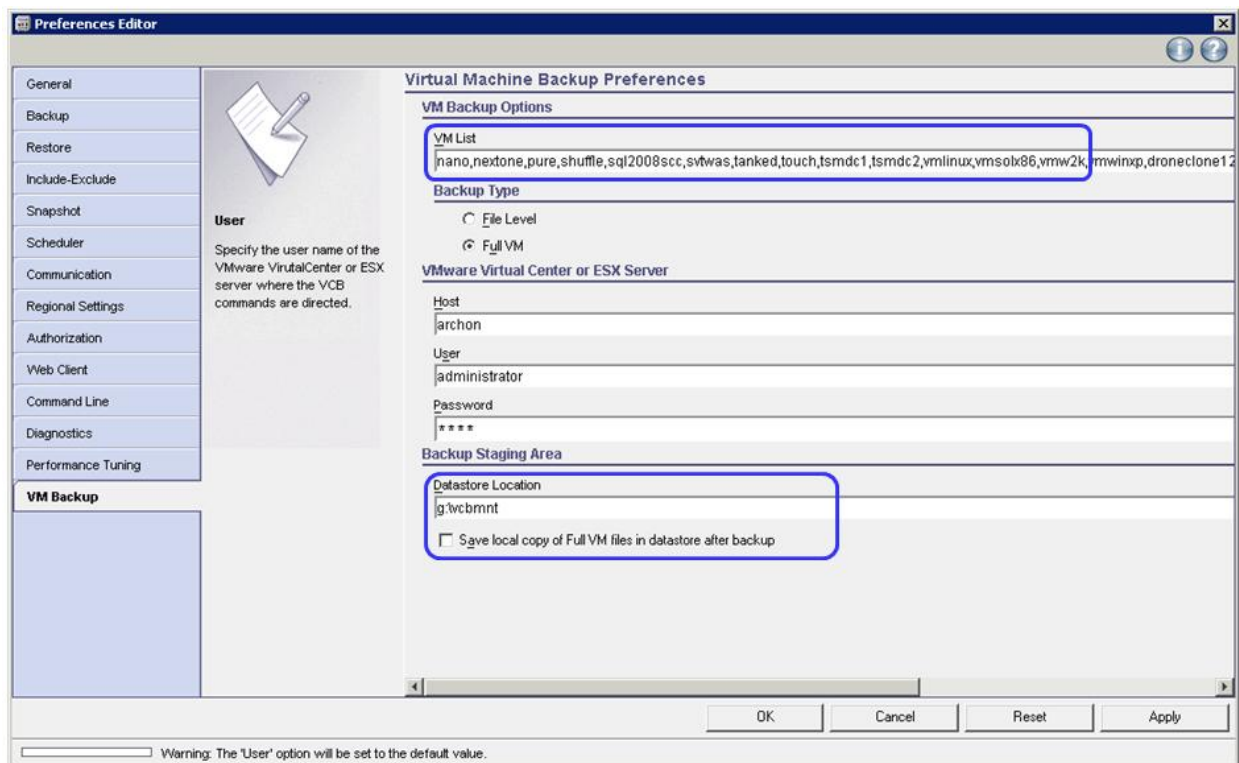 Preferences Editor
General
Backup
Restore
Include-Exclude
Snapshot
Scheduler
Communication
Regional Settings
Authorization
Web Client
Command Line
Diagnostics
Performance Tuning
VM Backup
User
Specify the user name of the
VMware VirutalCenter or ESX
server where the VCB
commands are directed.
Virtual Machine Backup Preferences
VM Backup Options
VM List
nano,nextone,pure,shuffle,sql2008scc,svtwas,tanked,touch,tsmdc1,tsmdc2,vmlinux,vmsolx86,vmw2k,vmwinxp,droneclone12
Backup Type
File Level
Full VM
VMware Virtual Center or ESX Server
Host
archon
User
administrator
Password
****
Backup Staging Area
Datastore Location
g:\vcbmnt
Save local copy of Full VM files in datastore after backup
OK
Cancel
Reset
Apply
Warning: The 'User' option will be set to the default value.